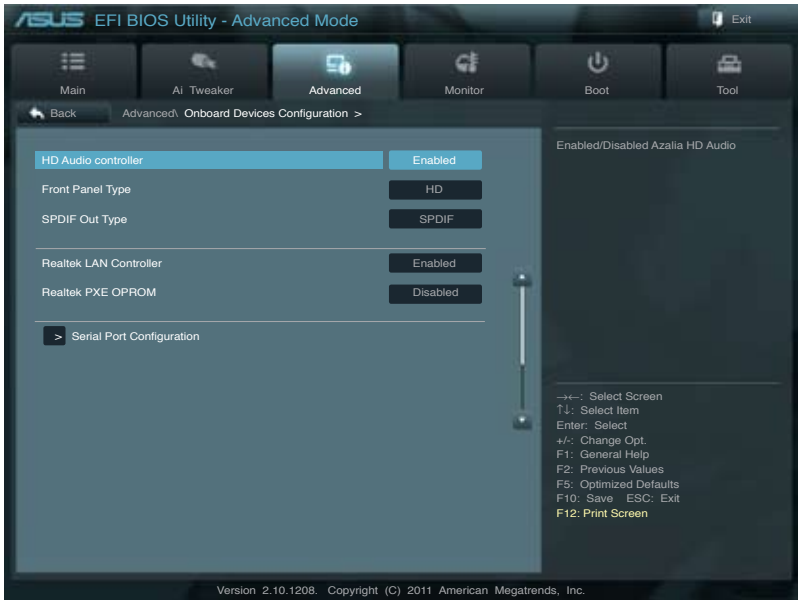 ASUS EFI BIOS Utility - Advanced Mode
Exit
Main
Ai Tweaker
Advanced
Monitor
Boot
Tool
Back
Advanced\ Onboard Devices Configuration >
HD Audio controller Enabled
Front Panel Type HD
SPDIF Out Type SPDIF
Realtek LAN Controller Enabled
Realtek PXE OPROM Disabled
> Serial Port Configuration
Enabled/Disabled Azalia HD Audio
→←: Select Screen
↑↓: Select Item
Enter: Select
+/-: Change Opt.
F1: General Help
F2: Previous Values
F5: Optimized Defaults
F10: Save ESC: Exit
F12: Print Screen
Version 2.10.1208. Copyright (C) 2011 American Megatrends, Inc.